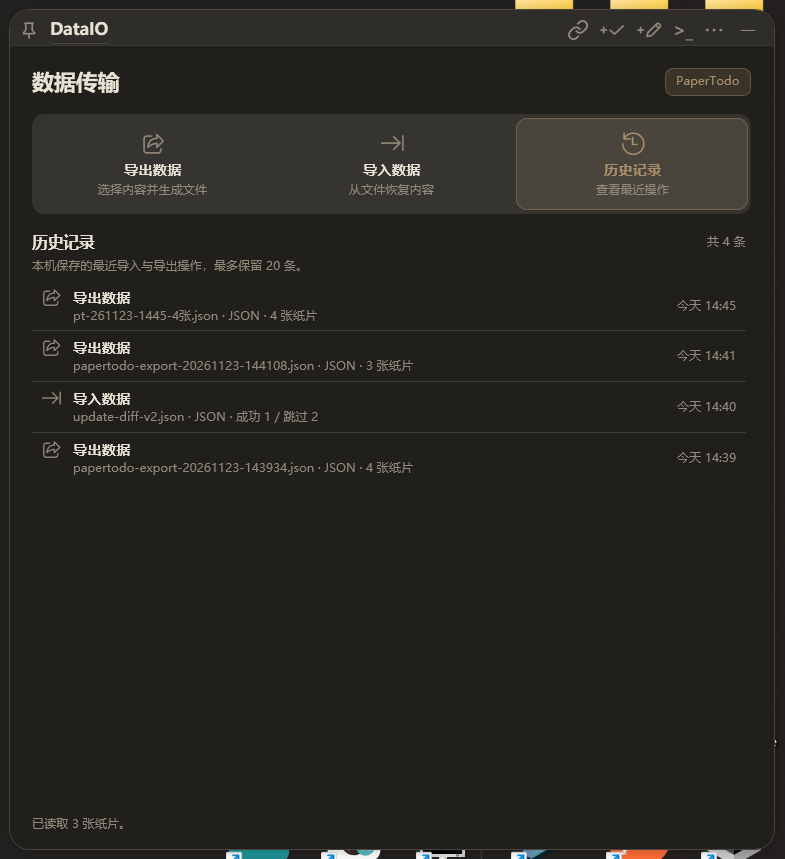 DataIO
数据传输
PaperTodo
导出数据
选择内容并生成文件
导入数据
从文件恢复内容
历史记录
查看最近操作
历史记录
共 4 条
本机保存的最近导入与导出操作，最多保留 20 条。
导出数据
pt-261123-1445-4张.json · JSON · 4 张纸片
今天 14:45
导出数据
papertodo-export-20261123-144108.json · JSON · 3 张纸片
今天 14:41
导入数据
update-diff-v2.json · JSON · 成功 1 / 跳过 2
今天 14:40
导出数据
papertodo-export-20261123-143934.json · JSON · 4 张纸片
今天 14:39
已读取 3 张纸片。